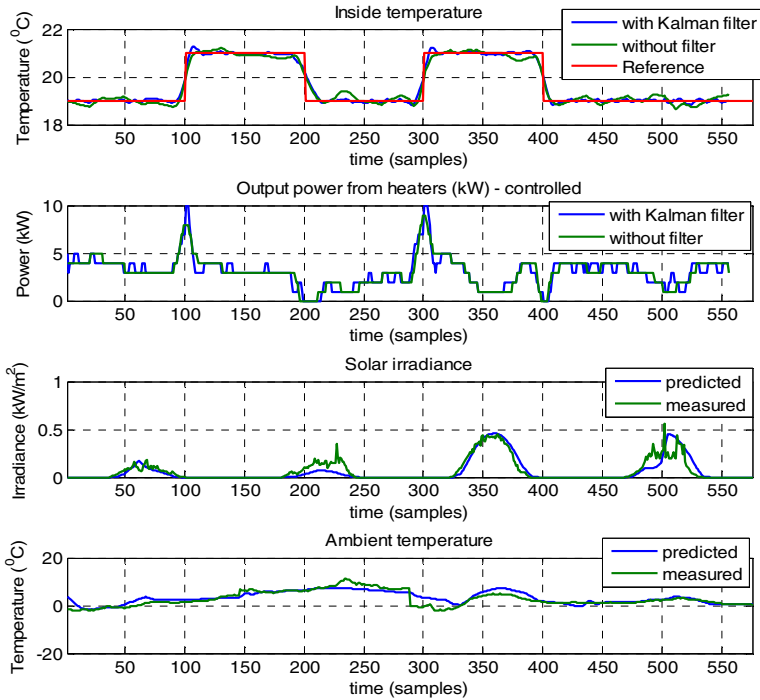 Inside temperature
Temperature (⁰C)
22
20
18
with Kalman filter
without filter
Reference
50 100 150 200 250 300 350 400 450 500 550
time (samples)
Output power from heaters (kW) - controlled
Power (kW)
10
5
0
with Kalman filter
without filter
50 100 150 200 250 300 350 400 450 500 550
time (samples)
Solar irradiance
Irradiance (kW/m²)
1
0.5
0
predicted
measured
50 100 150 200 250 300 350 400 450 500 550
time (samples)
Ambient temperature
Temperature (⁰C)
20
0
-20
predicted
measured
50 100 150 200 250 300 350 400 450 500 550
time (samples)